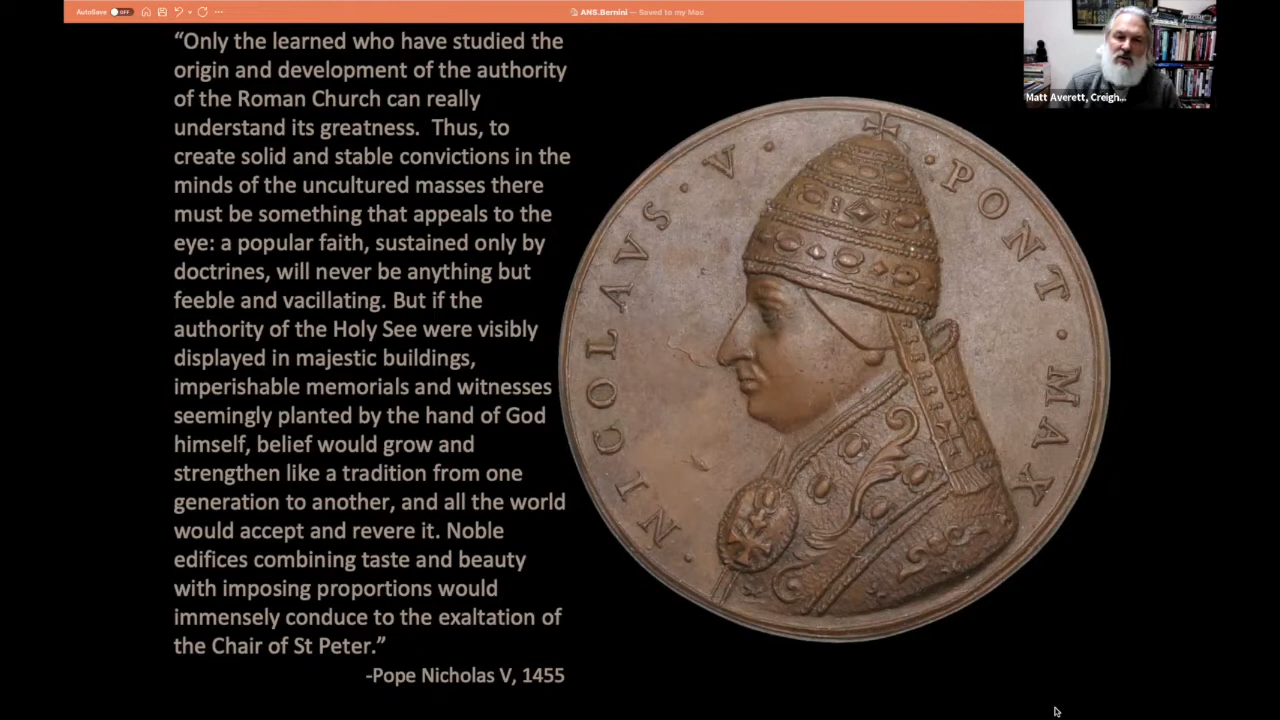 AutoSave OFF
ANS.Bernini — Saved to my Mac
Matt Averett, Creigh...
“Only the learned who have studied the
origin and development of the authority
of the Roman Church can really
understand its greatness.  Thus, to
create solid and stable convictions in the
minds of the uncultured masses there
must be something that appeals to the
eye: a popular faith, sustained only by
doctrines, will never be anything but
feeble and vacillating. But if the
authority of the Holy See were visibly
displayed in majestic buildings,
imperishable memorials and witnesses
seemingly planted by the hand of God
himself, belief would grow and
strengthen like a tradition from one
generation to another, and all the world
would accept and revere it. Noble
edifices combining taste and beauty
with imposing proportions would
immensely conduce to the exaltation of
the Chair of St Peter.”
-Pope Nicholas V, 1455
· NICOLAVS · V · · PONT · MAX